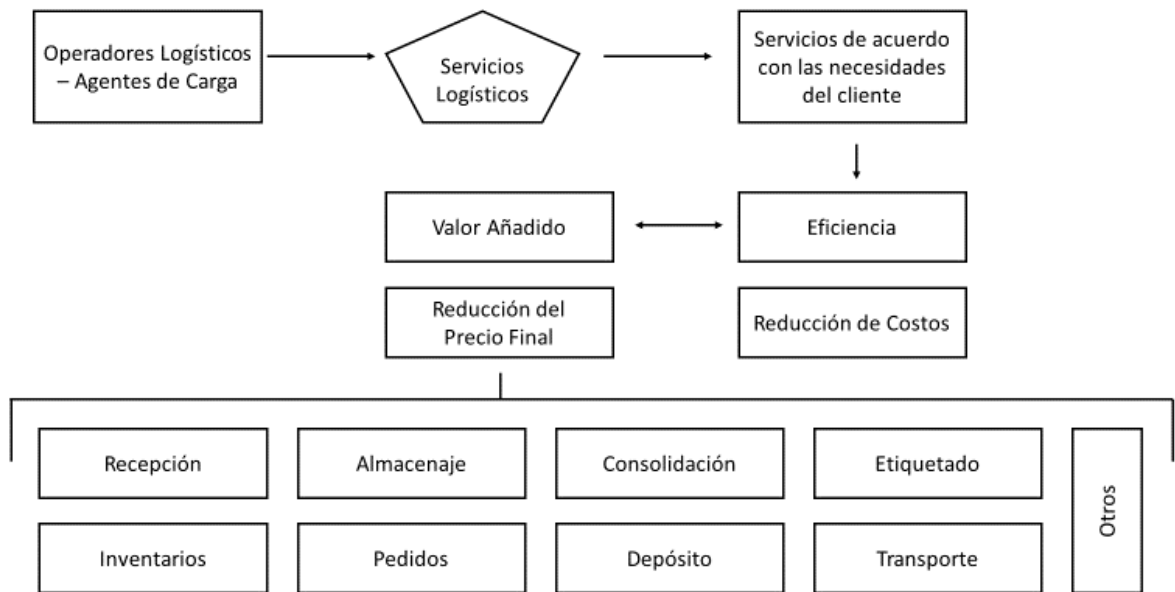 Operadores Logísticos
– Agentes de Carga
Servicios
Logísticos
Servicios de acuerdo
con las necesidades
del cliente
Valor Añadido
Eficiencia
Reducción del
Precio Final
Reducción de Costos
Recepción
Almacenaje
Consolidación
Etiquetado
Otros
Inventarios
Pedidos
Depósito
Transporte